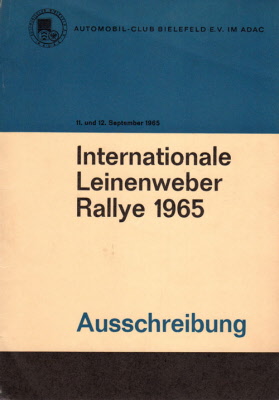 AUTOMOBIL-CLUB BIELEFELD E.V. IM ADAC
11. und 12. September 1965
Internationale
Leinenweber
Rallye 1965
Ausschreibung